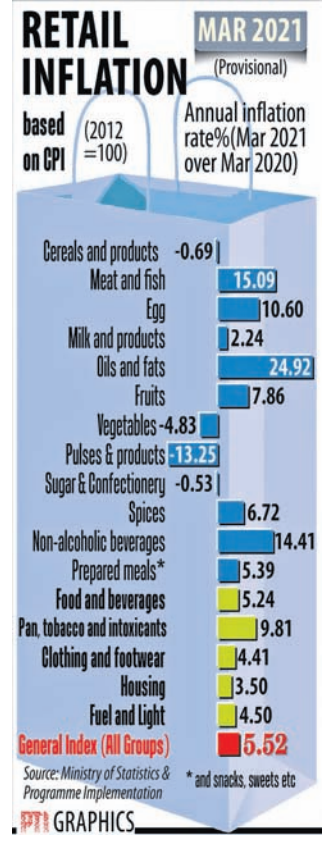 RETAIL
INFLATION
MAR 2021
(Provisional)
based
on CPI
(2012
=100)
Annual inflation
rate%(Mar 2021
over Mar 2020)
Cereals and products -0.69
Meat and fish 15.09
Egg 10.60
Milk and products 2.24
Oils and fats 24.92
Fruits 7.86
Vegetables -4.83
Pulses & products -13.25
Sugar & Confectionery -0.53
Spices 6.72
Non-alcoholic beverages 14.41
Prepared meals* 5.39
Food and beverages 5.24
Pan, tobacco and intoxicants 9.81
Clothing and footwear 4.41
Housing 3.50
Fuel and Light 4.50
General Index (All Groups) 5.52
Source: Ministry of Statistics &
Programme Implementation
* and snacks, sweets etc
PTI GRAPHICS